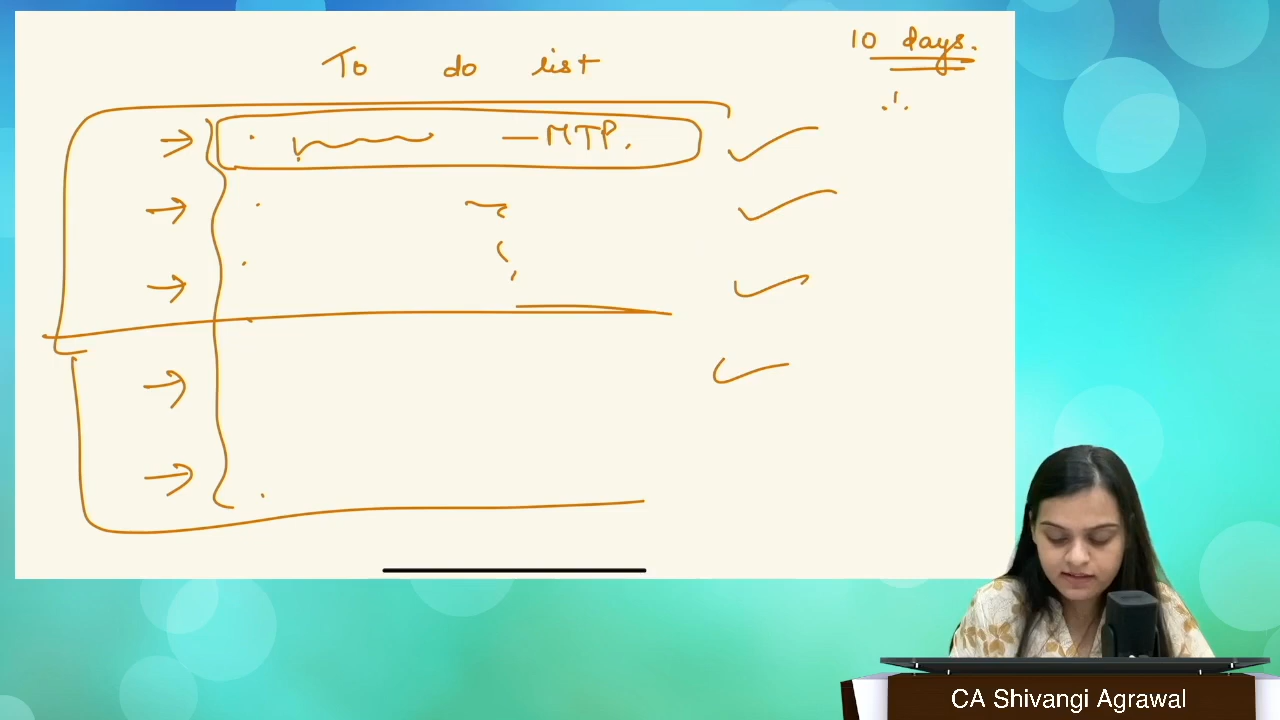 To do list
10 days.
— MTP.
CA Shivangi Agrawal